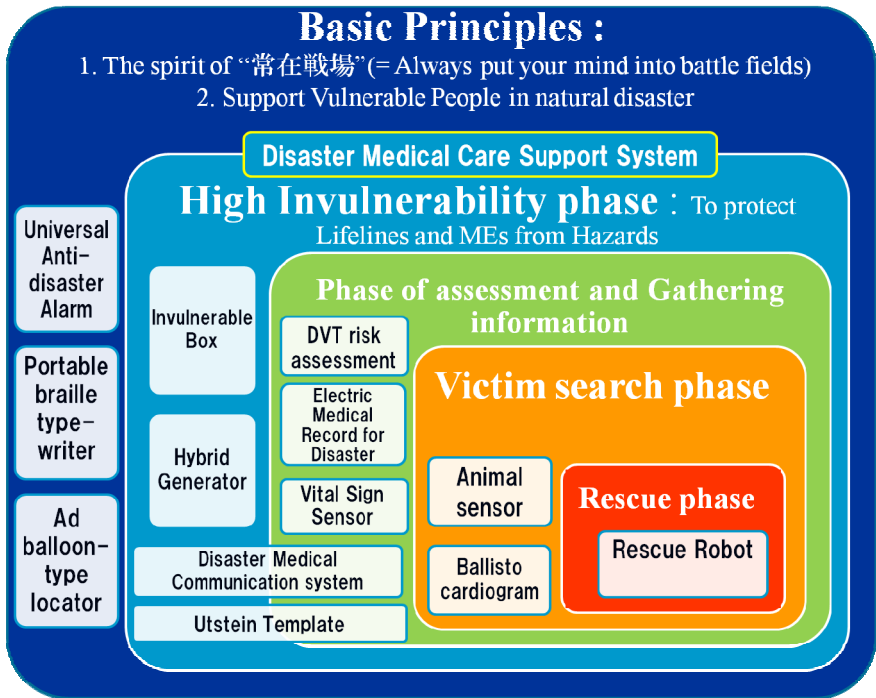 Basic Principles :
1. The spirit of “常在戦場”(= Always put your mind into battle fields)
2. Support Vulnerable People in natural disaster
Disaster Medical Care Support System
High Invulnerability phase : To protect
Lifelines and MEs from Hazards
Universal
Anti-
disaster
Alarm
Portable
braille
type-
writer
Ad
balloon-
type
locator
Invulnerable
Box
Hybrid
Generator
Phase of assessment and Gathering
information
DVT risk
assessment
Electric
Medical
Record for
Disaster
Vital Sign
Sensor
Disaster Medical
Communication system
Utstein Template
Victim search phase
Animal
sensor
Ballisto
cardiogram
Rescue phase
Rescue Robot